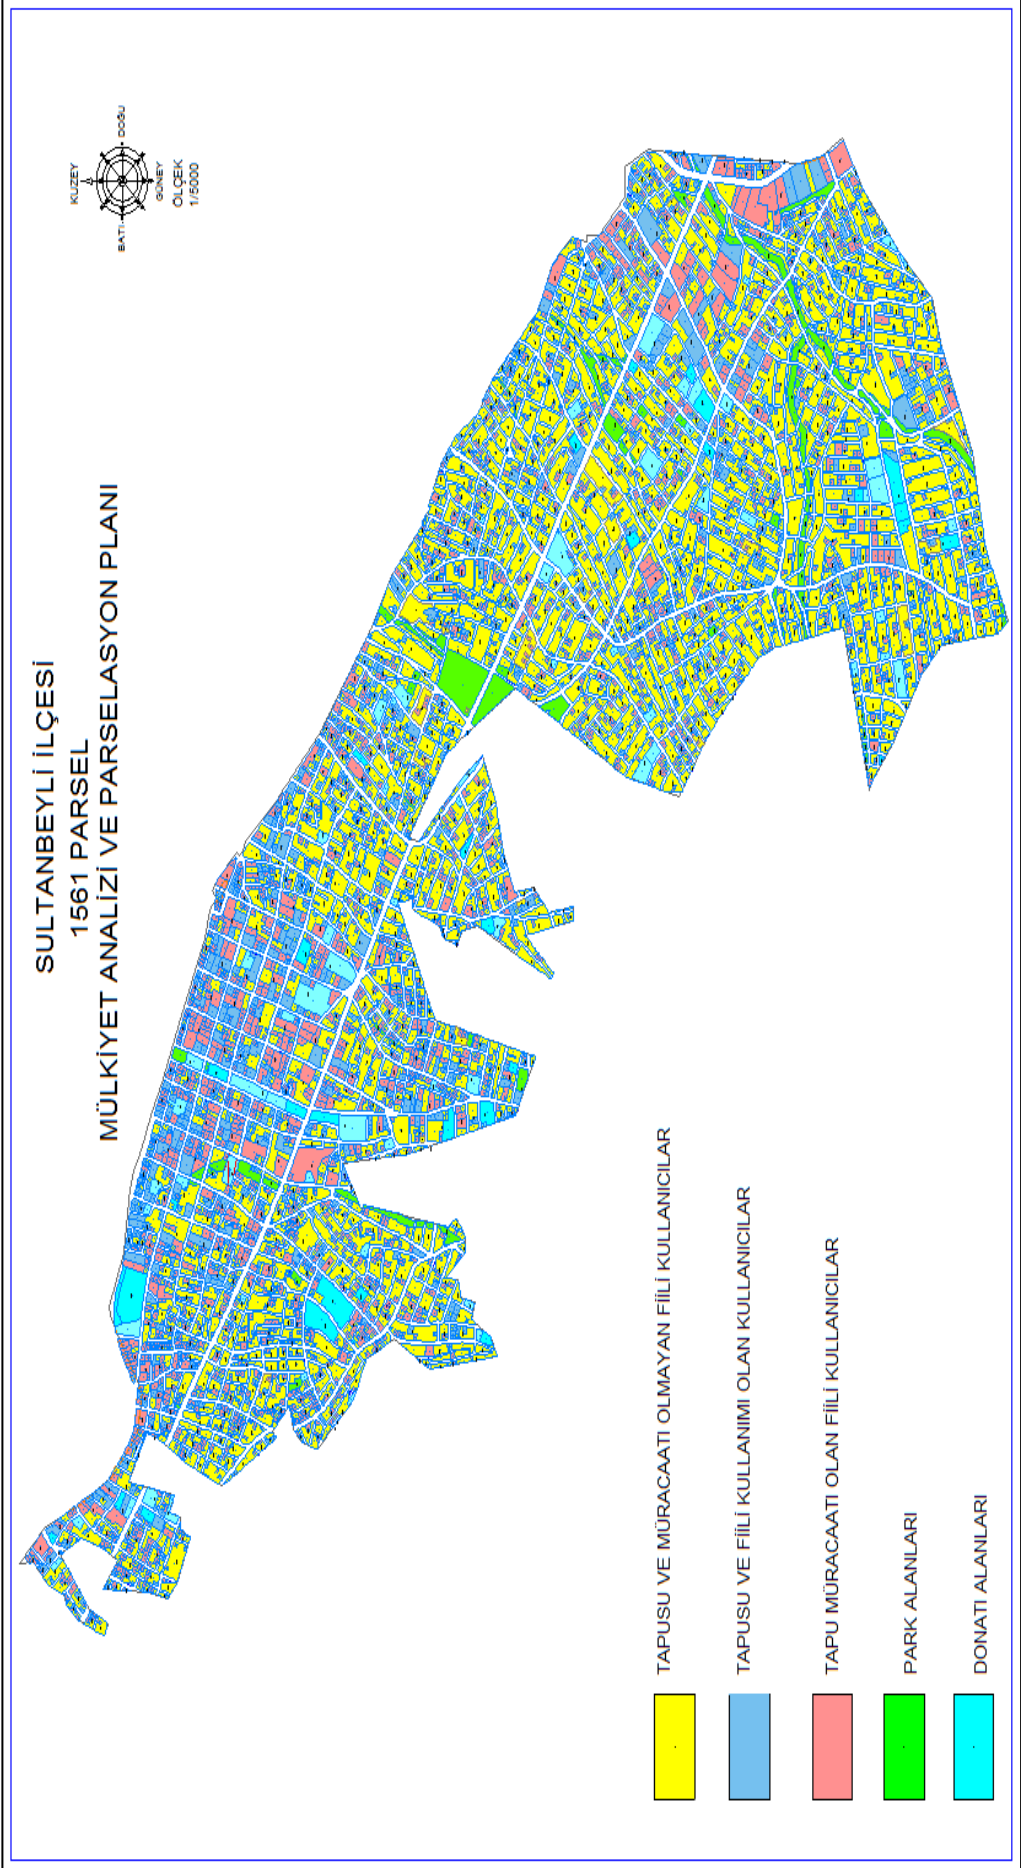 SULTANBEYLİ İLÇESİ
1561 PARSEL
MÜLKİYET ANALİZİ VE PARSELASYON PLANI
KUZEY
BATI
DOĞU
GÜNEY
ÖLÇEK
1/5000
TAPUSU VE MÜRACAATI OLMAYAN FİİLİ KULLANICILAR
TAPUSU VE FİİLİ KULLANIMI OLAN KULLANICILAR
TAPU MÜRACAATI OLAN FİİLİ KULLANICILAR
PARK ALANLARI
DONATI ALANLARI